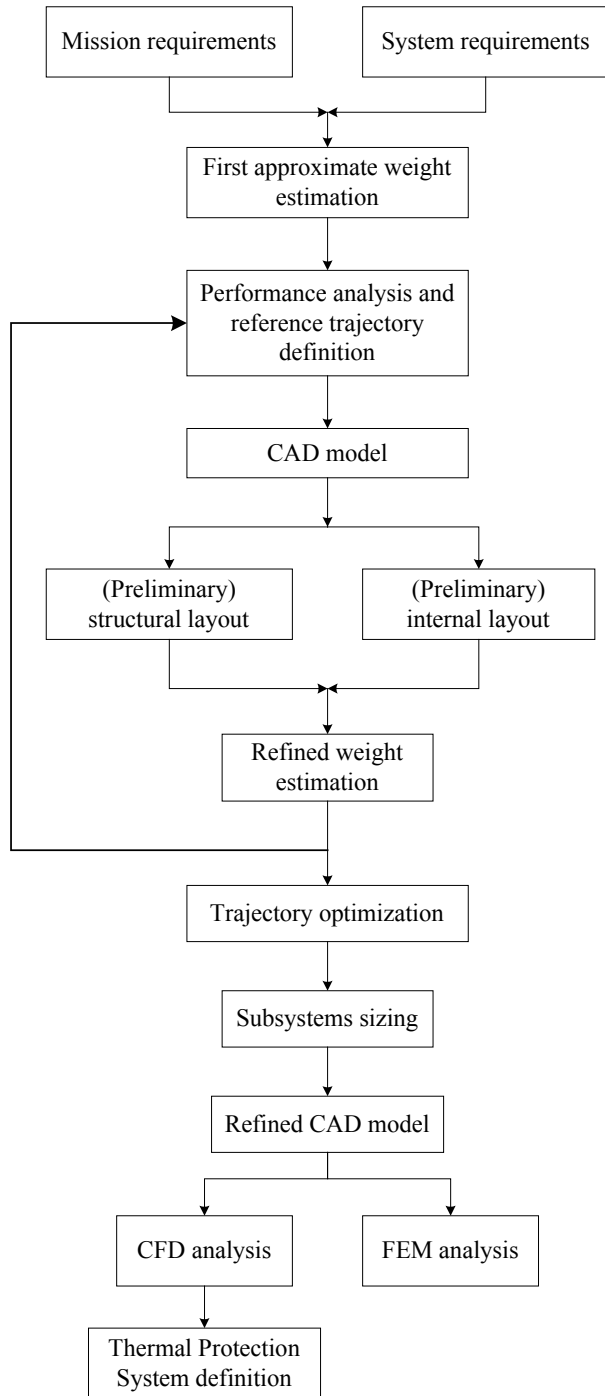 Mission requirements
System requirements
First approximate weight
estimation
Performance analysis and
reference trajectory
definition
CAD model
(Preliminary)
structural layout
(Preliminary)
internal layout
Refined weight
estimation
Trajectory optimization
Subsystems sizing
Refined CAD model
CFD analysis
FEM analysis
Thermal Protection
System definition